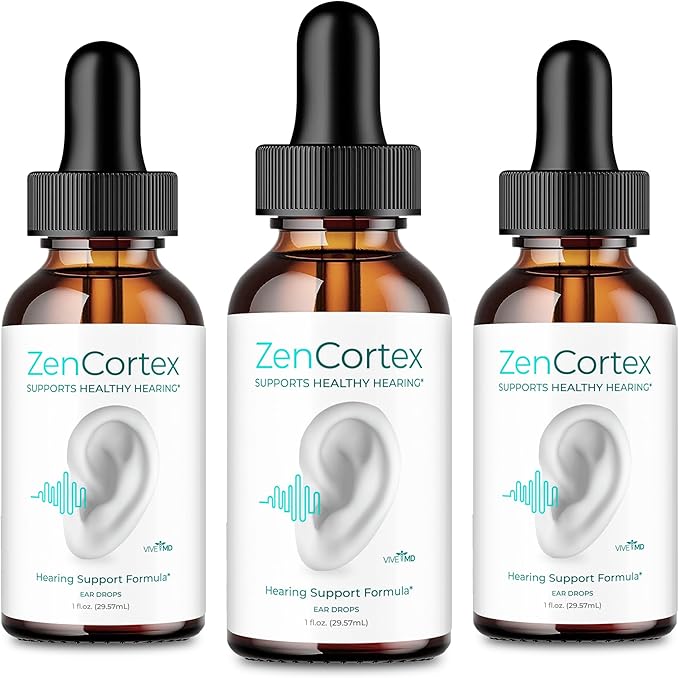 ZenCortex
SUPPORTS HEALTHY HEARING*
VIVE MD
Hearing Support Formula*
EAR DROPS
1 fl.oz. (29.57mL)
ZenCortex
SUPPORTS HEALTHY HEARING*
VIVE MD
Hearing Support Formula*
EAR DROPS
1 fl.oz. (29.57mL)
ZenCortex
SUPPORTS HEALTHY HEARING*
VIVE MD
Hearing Support Formula*
EAR DROPS
1 fl.oz. (29.57mL)